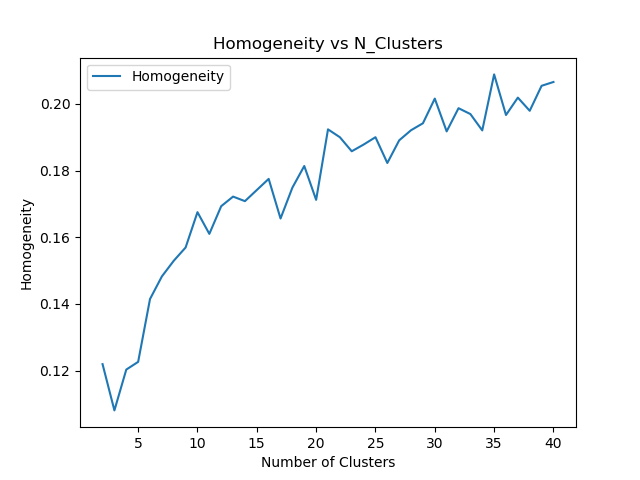 Homogeneity vs N_Clusters
Homogeneity
0.20
0.18
0.16
0.14
0.12
Homogeneity
5 10 15 20 25 30 35 40
Number of Clusters